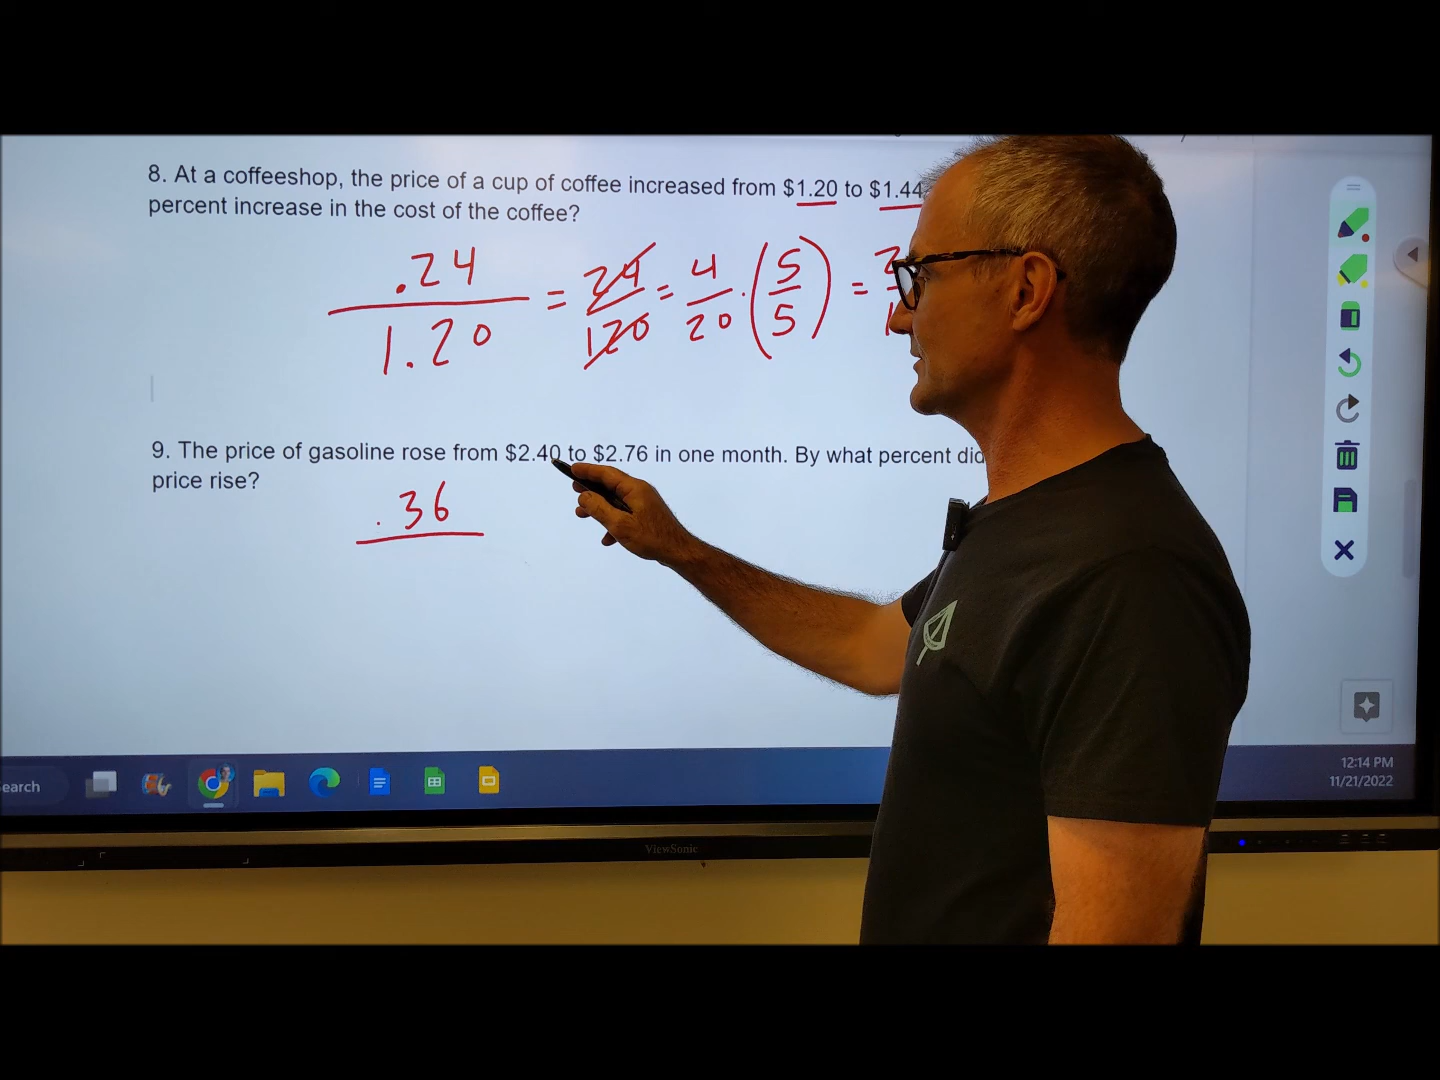 8. At a coffeeshop, the price of a cup of coffee increased from $1.20 to $1.44
percent increase in the cost of the coffee?
.24 / 1.20 = 24 / 120 = 4 / 20 · (5 / 5) =
9. The price of gasoline rose from $2.40 to $2.76 in one month. By what percent did
price rise?
.36
earch
12:14 PM
11/21/2022
ViewSonic